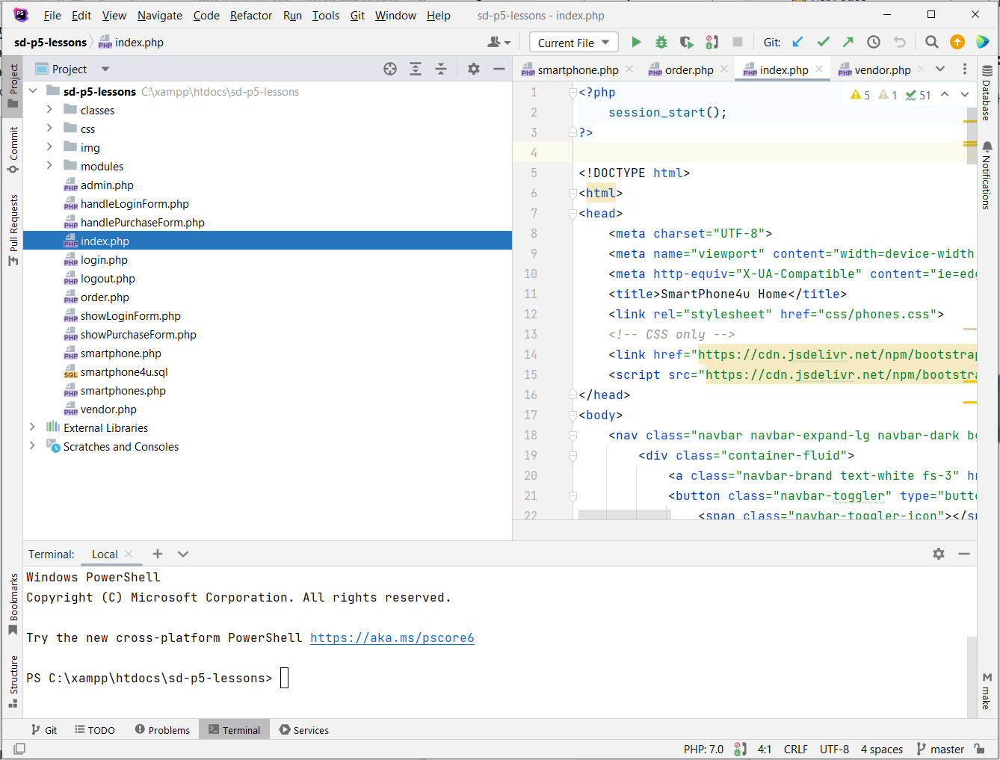 File Edit View Navigate Code Refactor Run Tools Git Window Help sd-p5-lessons - index.php
sd-p5-lessons index.php Current File Git:
Project
smartphone.php order.php index.php vendor.php
sd-p5-lessons C:\xampp\htdocs\sd-p5-lessons
classes
css
img
modules
admin.php
handleLoginForm.php
handlePurchaseForm.php
index.php
login.php
logout.php
order.php
showLoginForm.php
showPurchaseForm.php
smartphone.php
smartphone4u.sql
smartphones.php
vendor.php
External Libraries
Scratches and Consoles
5 1 51
1 <?php
2 session_start();
3 ?>
4
5 <!DOCTYPE html>
6 <html>
7 <head>
8 <meta charset="UTF-8">
9 <meta name="viewport" content="width=device-width
10 <meta http-equiv="X-UA-Compatible" content="ie=edg
11 <title>SmartPhone4u Home</title>
12 <link rel="stylesheet" href="css/phones.css">
13 <!-- CSS only -->
14 <link href="https://cdn.jsdelivr.net/npm/bootstrap
15 <script src="https://cdn.jsdelivr.net/npm/bootstra
16 </head>
17 <body>
18 <nav class="navbar navbar-expand-lg navbar-dark bg
19 <div class="container-fluid">
20 <a class="navbar-brand text-white fs-3" hr
21 <button class="navbar-toggler" type="butto
22 <span class="navbar-toggler-icon"></sp
Project
Commit
Pull Requests
Bookmarks
Structure
Database
Notifications
make
Terminal: Local
Windows PowerShell
Copyright (C) Microsoft Corporation. All rights reserved.
Try the new cross-platform PowerShell https://aka.ms/pscore6
PS C:\xampp\htdocs\sd-p5-lessons>
Git TODO Problems Terminal Services
PHP: 7.0 4:1 CRLF UTF-8 4 spaces master